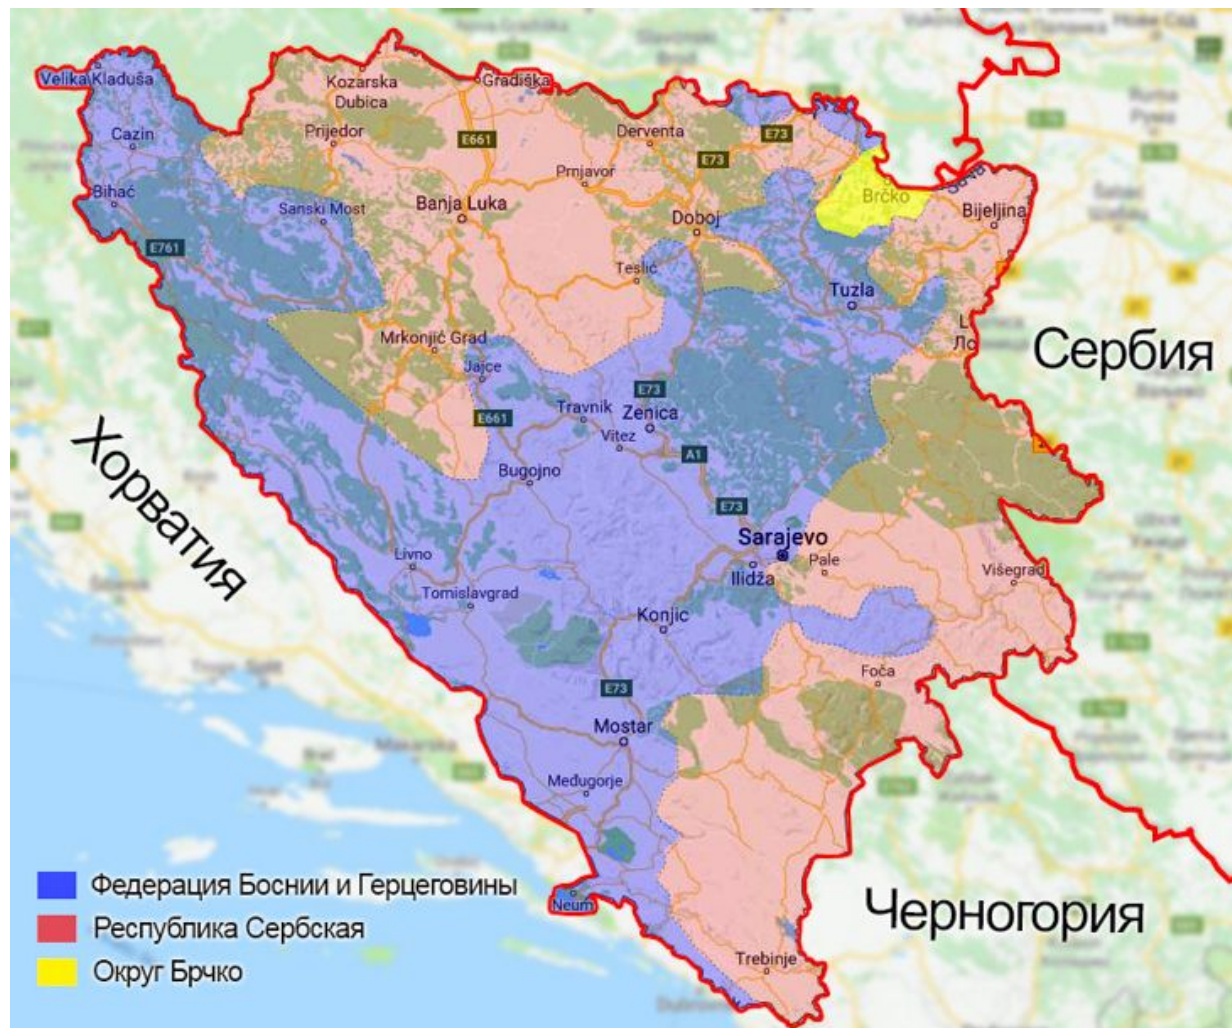 Velika Kladuša
Kozarska
Dubica
Gradiška
Cazin
Prijedor
E661
Derventa
E73
E73
Prnjavor
Bihać
Sanski Most
Banja Luka
Doboj
Brčko
Sava
Bijeljina
E761
Teslić
Tuzla
Mrkonjić Grad
Jajce
Сербия
E73
E661
Travnik
Zenica
Vitez
A1
Bugojno
Хорватия
E73
Sarajevo
Livno
Ilidža
Pale
Višegrad
Tomislavgrad
Konjic
Foča
E73
Mostar
Međugorje
Makarska
Федерация Боснии и Герцеговины
Neum
Черногория
Республика Сербская
Trebinje
Округ Брчко